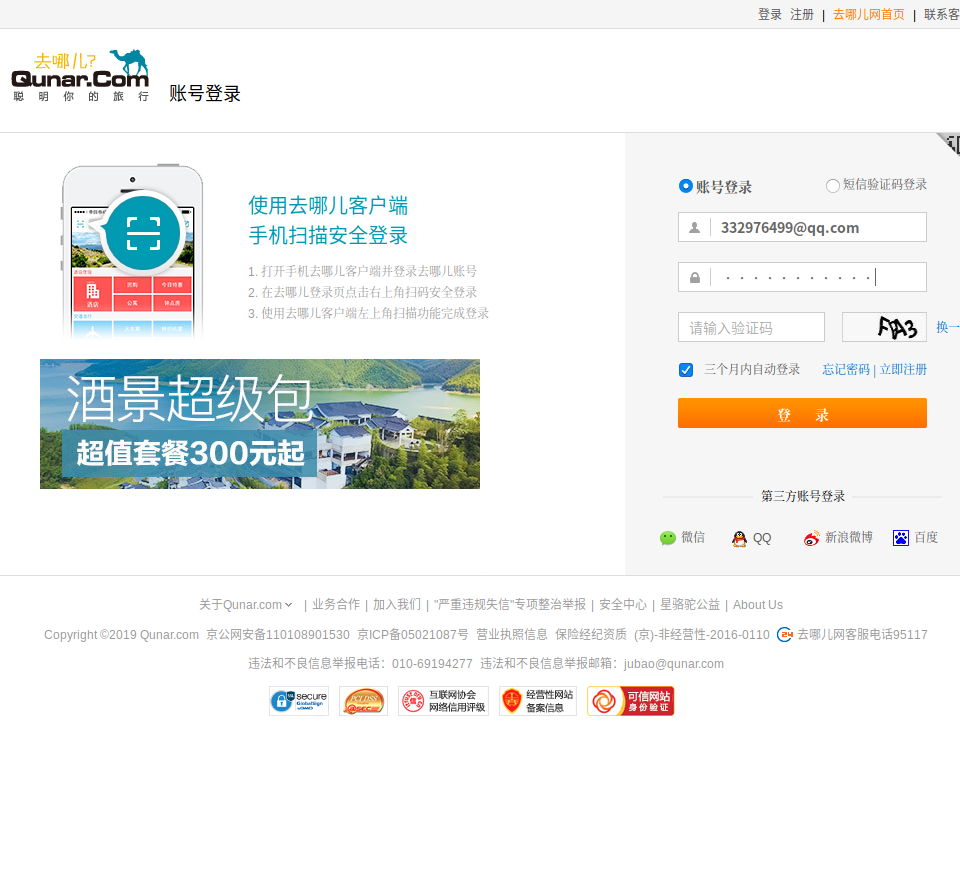 登录 注册 | 去哪儿网首页 | 联系客
去哪儿?
Qunar.Com
聪明你的旅行
账号登录
使用去哪儿客户端
手机扫描安全登录
1. 打开手机去哪儿客户端并登录去哪儿账号
2. 在去哪儿登录页点击右上角扫码安全登录
3. 使用去哪儿客户端左上角扫描功能完成登录
酒店
团购
今日特惠
公寓
钟点房
酒景超级包
超值套餐300元起
账号登录 短信验证码登录
332976499@qq.com
请输入验证码
换一
三个月内自动登录 忘记密码 | 立即注册
登 录
第三方账号登录
微信 QQ 新浪微博 百度
关于Qunar.com | 业务合作 | 加入我们 | "严重违规失信"专项整治举报 | 安全中心 | 星骆驼公益 | About Us
Copyright ©2019 Qunar.com 京公网安备110108901530 京ICP备05021087号 营业执照信息 保险经纪资质 (京)-非经营性-2016-0110 24 去哪儿网客服电话95117
违法和不良信息举报电话：010-69194277 违法和不良信息举报邮箱：jubao@qunar.com
secure
GlobalSign
互联网协会
网络信用评级
经营性网站
备案信息
可信网站
身份验证